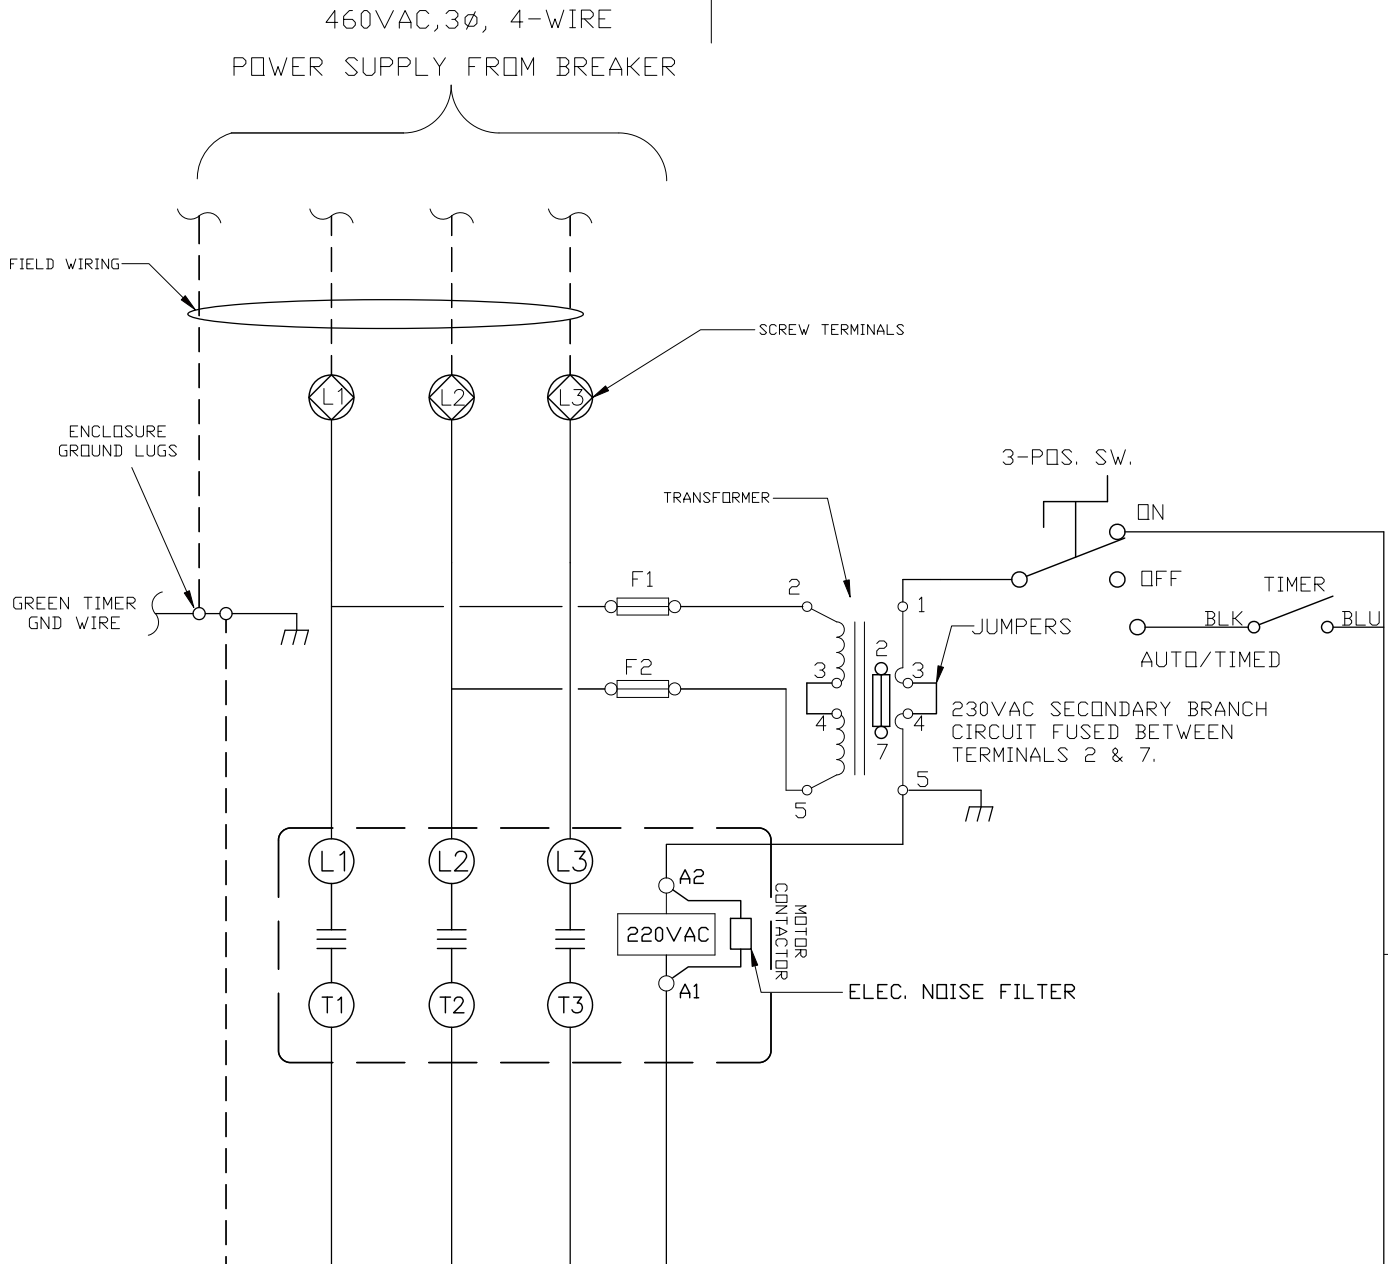 460VAC,3ø, 4-WIRE
POWER SUPPLY FROM BREAKER
FIELD WIRING
SCREW TERMINALS
L1
L2
L3
ENCLOSURE
GROUND LUGS
3-POS. SW.
TRANSFORMER
ON
F1
2
1
OFF
TIMER
GREEN TIMER
GND WIRE
BLK
BLU
JUMPERS
AUTO/TIMED
F2
3
2
3
4
7
4
230VAC SECONDARY BRANCH
CIRCUIT FUSED BETWEEN
TERMINALS 2 & 7.
5
5
L1
L2
L3
A2
MOTOR
CONTACTOR
220VAC
T1
T2
T3
A1
ELEC. NOISE FILTER